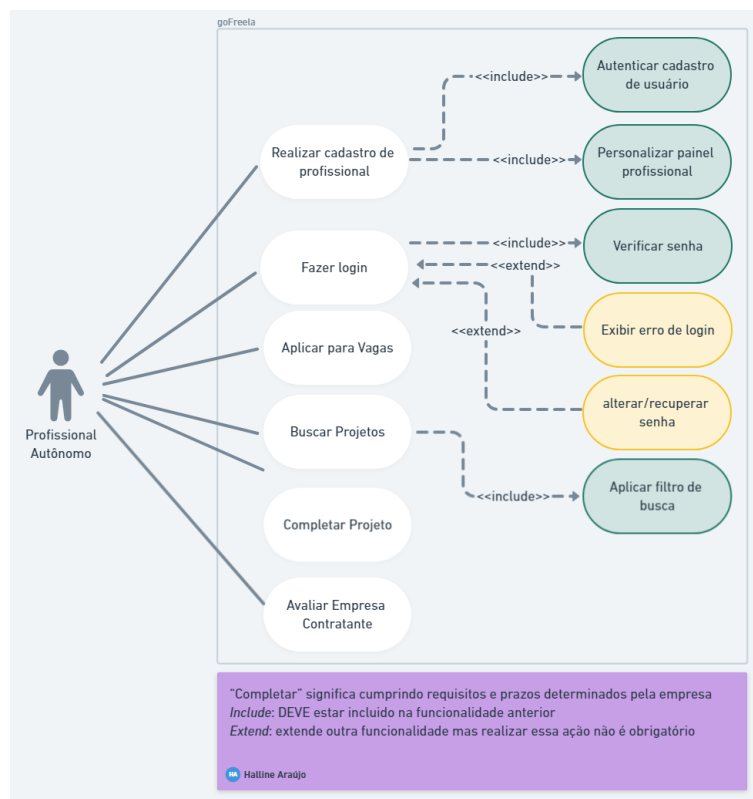 goFreela
Autenticar cadastro
de usuário
<<include>>
Realizar cadastro de
profissional
<<include>>
Personalizar painel
profissional
Fazer login
<<include>>
Verificar senha
<<extend>>
Exibir erro de login
<<extend>>
Aplicar para Vagas
alterar/recuperar
senha
Profissional
Autônomo
Buscar Projetos
<<include>>
Aplicar filtro de
busca
Completar Projeto
Avaliar Empresa
Contratante
"Completar" significa cumprindo requisitos e prazos determinados pela empresa
Include: DEVE estar incluido na funcionalidade anterior
Extend: extende outra funcionalidade mas realizar essa ação não é obrigatório
HA Halline Araújo